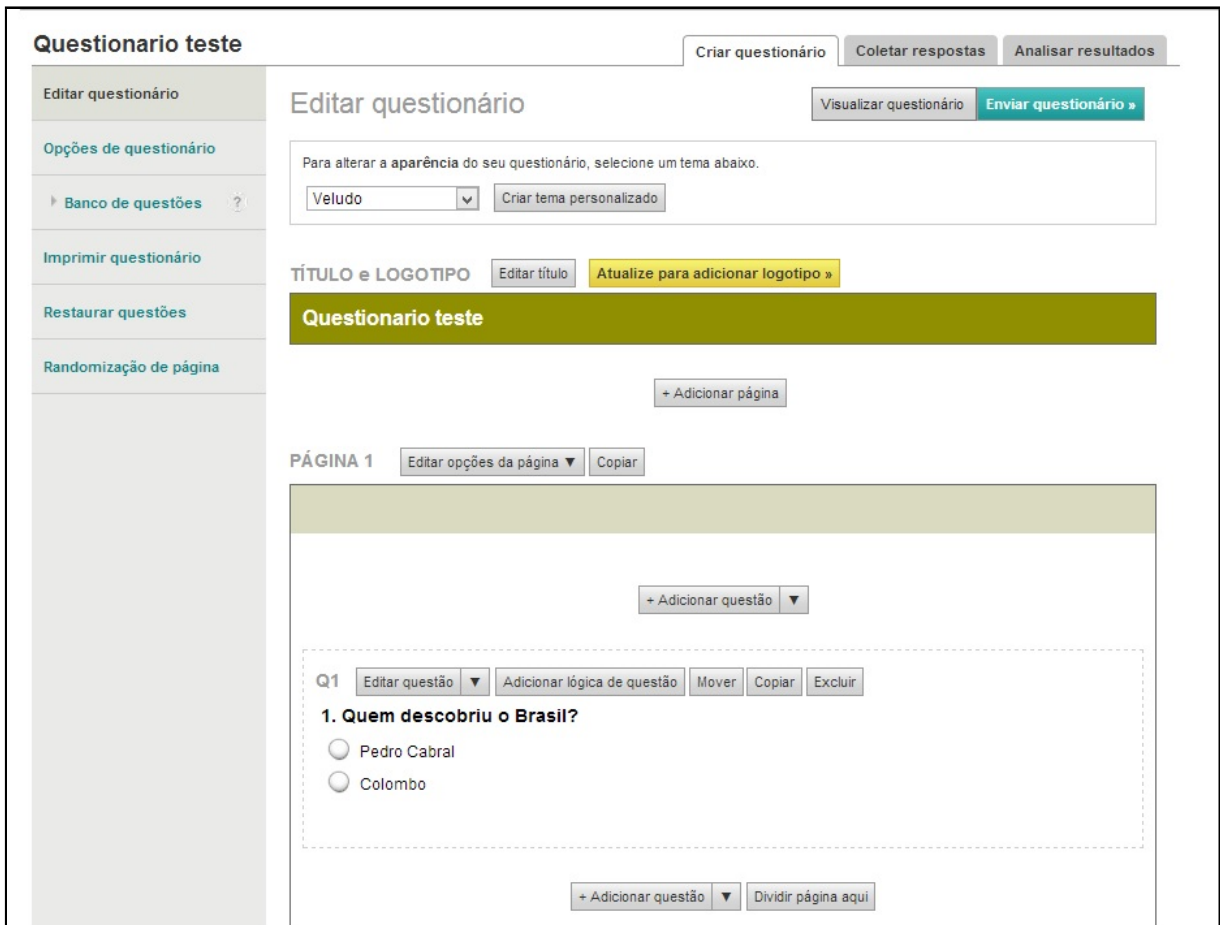 Questionario teste
Criar questionário Coletar respostas Analisar resultados
Editar questionário
Opções de questionário
Banco de questões ?
Imprimir questionário
Restaurar questões
Randomização de página
Editar questionário
Visualizar questionário Enviar questionário »
Para alterar a aparência do seu questionário, selecione um tema abaixo.
Veludo Criar tema personalizado
TÍTULO e LOGOTIPO Editar título Atualize para adicionar logotipo »
Questionario teste
+ Adicionar página
PÁGINA 1 Editar opções da página ▼ Copiar
+ Adicionar questão ▼
Q1 Editar questão ▼ Adicionar lógica de questão Mover Copiar Excluir
1. Quem descobriu o Brasil?
Pedro Cabral
Colombo
+ Adicionar questão ▼ Dividir página aqui